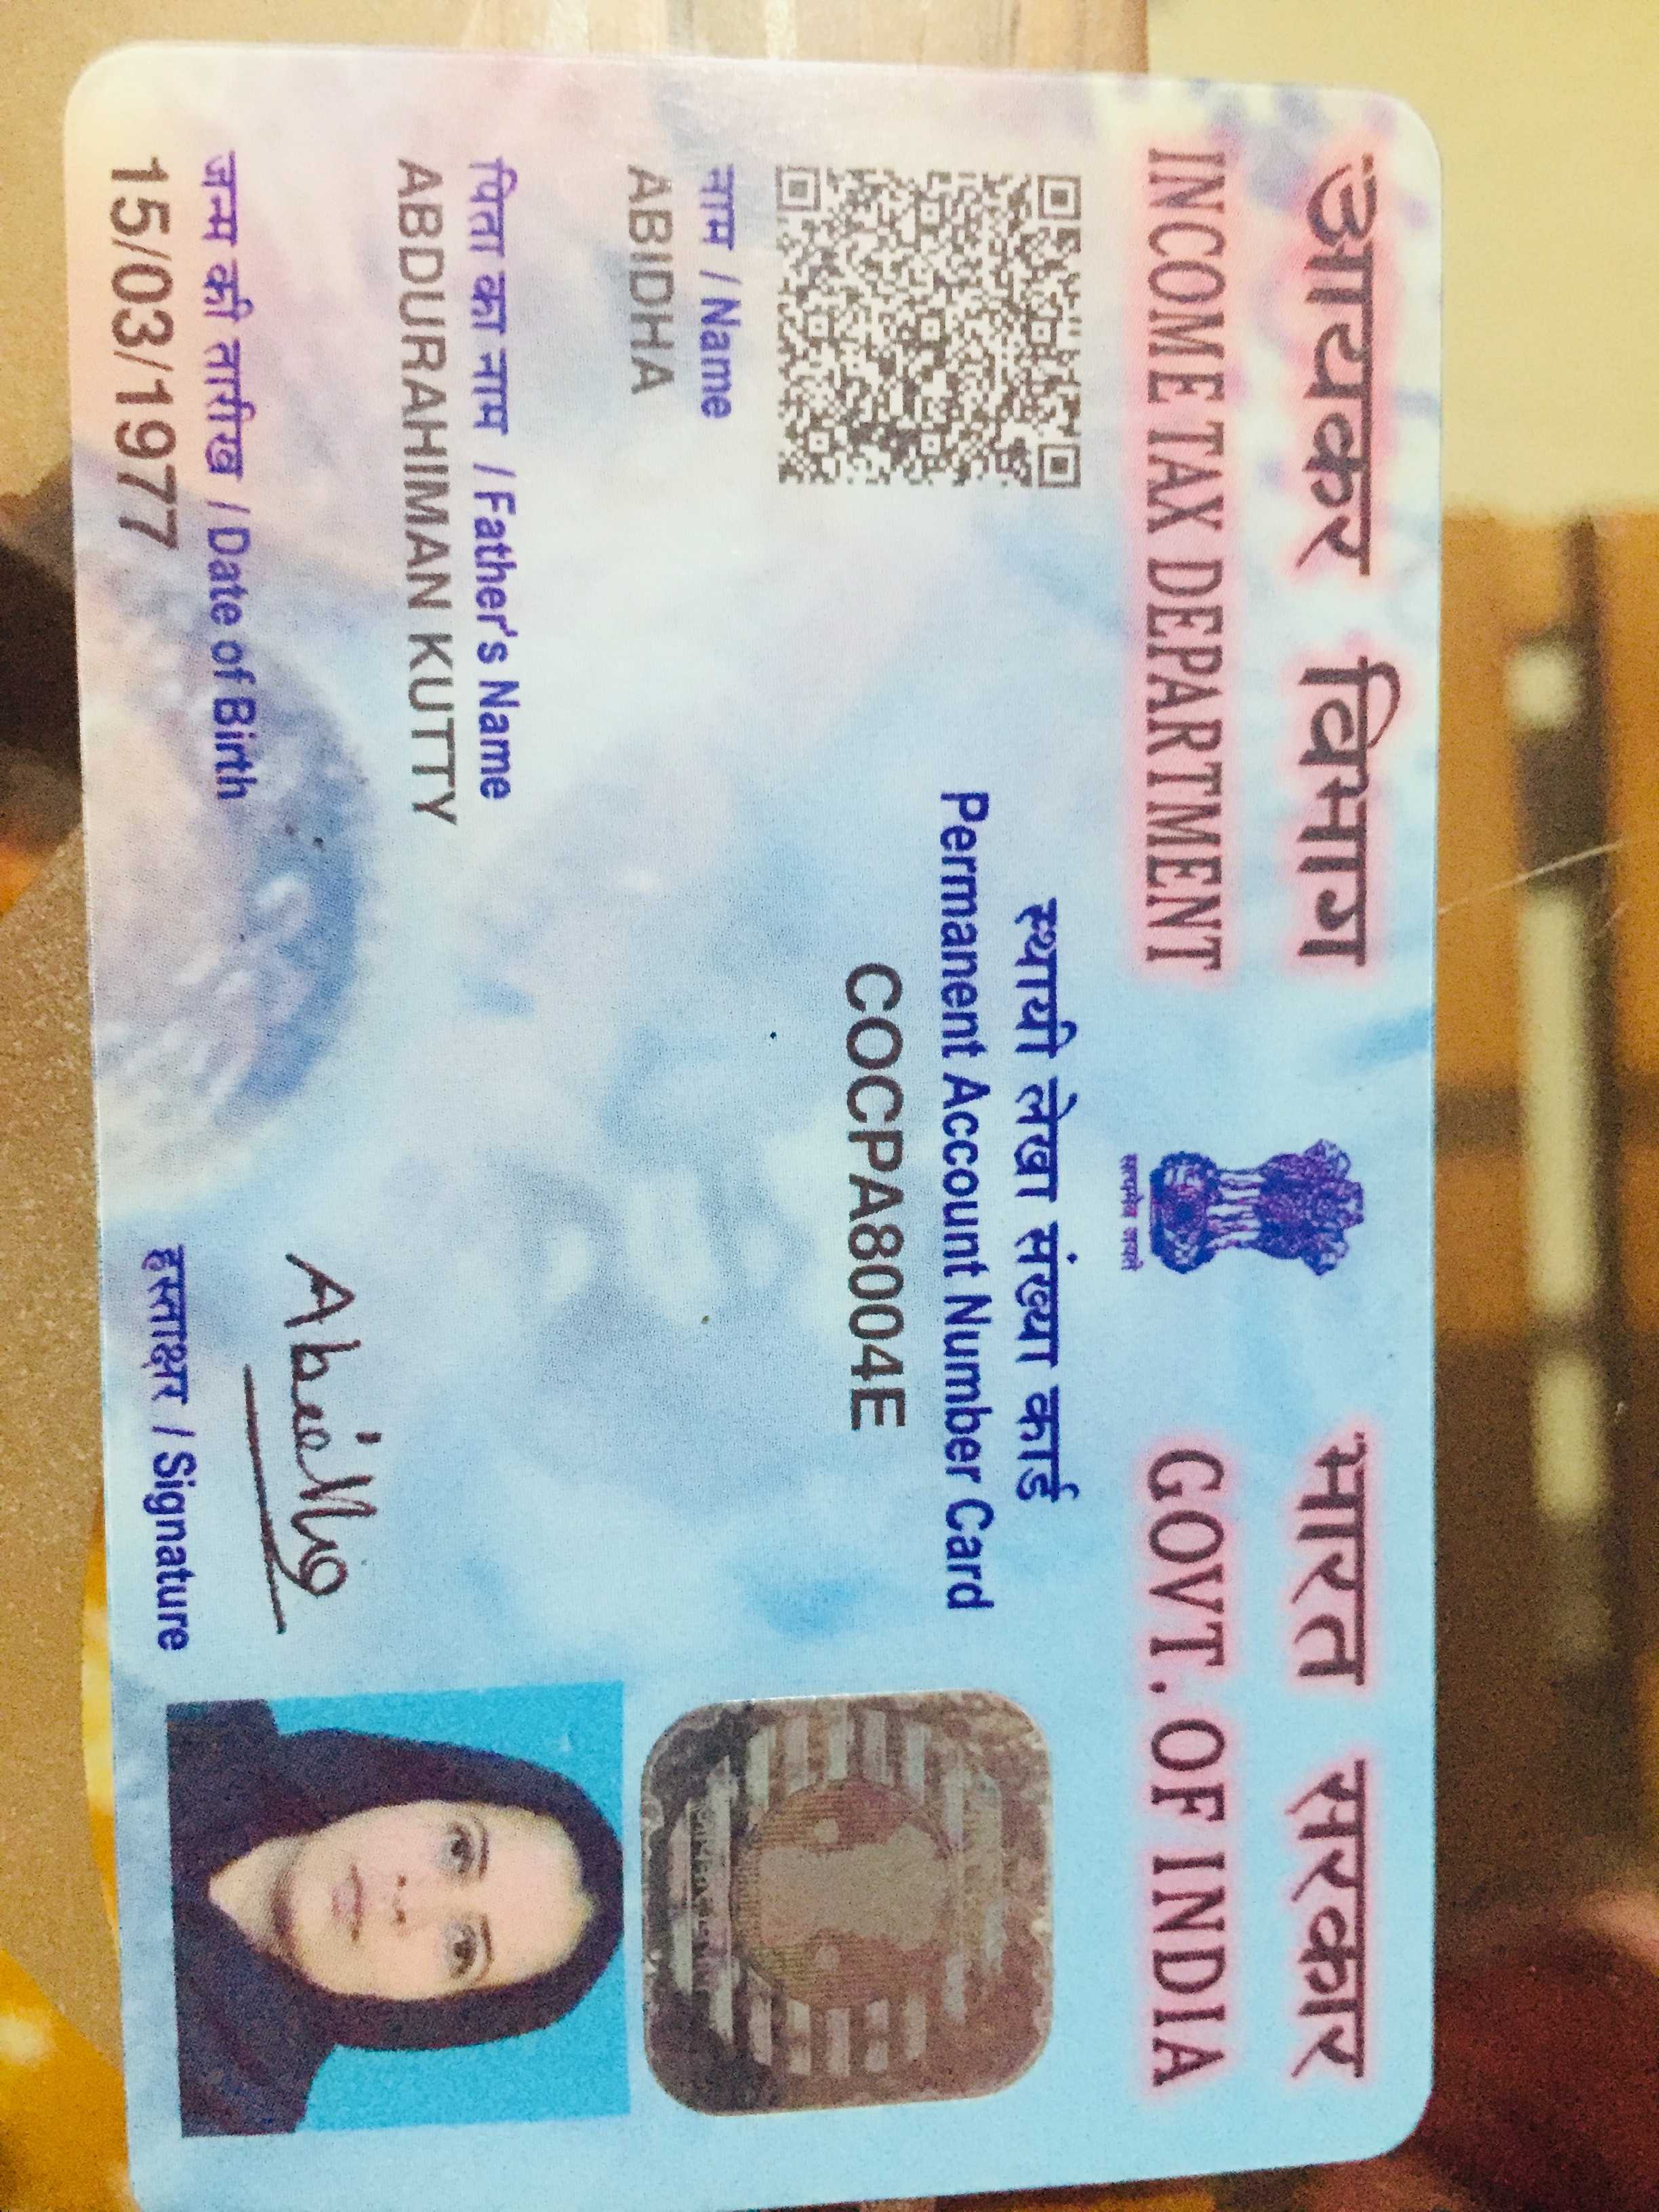 आयकर विभाग
INCOME TAX DEPARTMENT
भारत सरकार
GOVT. OF INDIA
सत्यमेव जयते
स्थायी लेखा संख्या कार्ड
Permanent Account Number Card
COCPA8004E
नाम / Name
ABIDHA
पिता का नाम / Father's Name
ABDURAHIMAN KUTTY
जन्म की तारीख / Date of Birth
15/03/1977
हस्ताक्षर / Signature